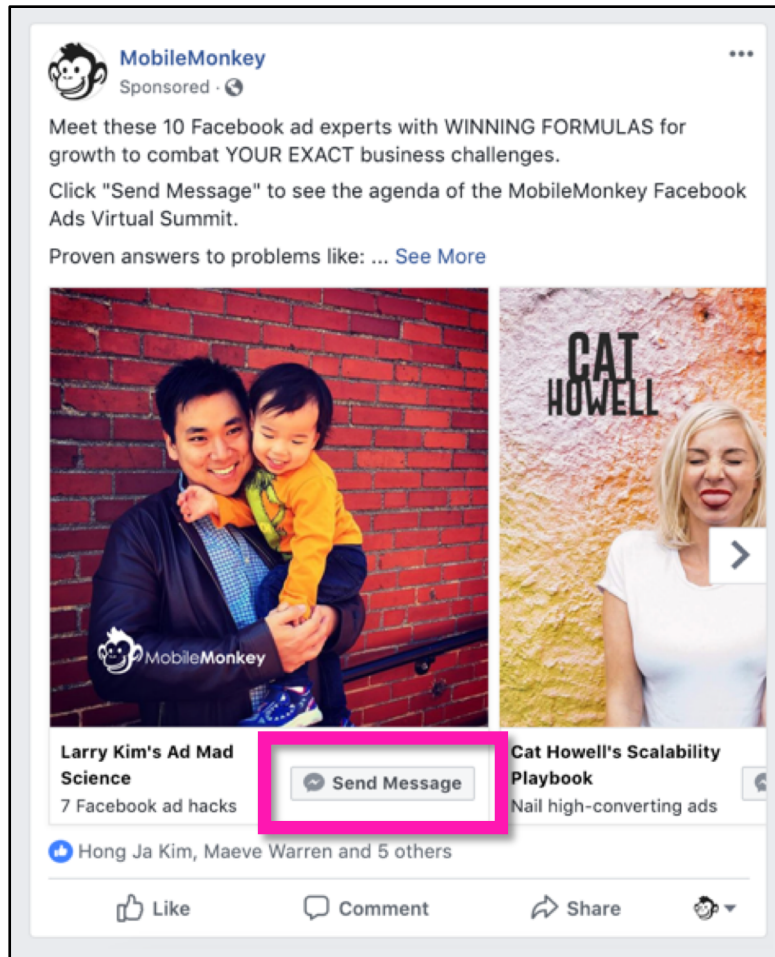 MobileMonkey
Sponsored ·
Meet these 10 Facebook ad experts with WINNING FORMULAS for
growth to combat YOUR EXACT business challenges.
Click "Send Message" to see the agenda of the MobileMonkey Facebook
Ads Virtual Summit.
Proven answers to problems like: ... See More
CAT
HOWELL
MobileMonkey
Larry Kim's Ad Mad
Science
7 Facebook ad hacks
Send Message
Cat Howell's Scalability
Playbook
Nail high-converting ads
Hong Ja Kim, Maeve Warren and 5 others
Like
Comment
Share